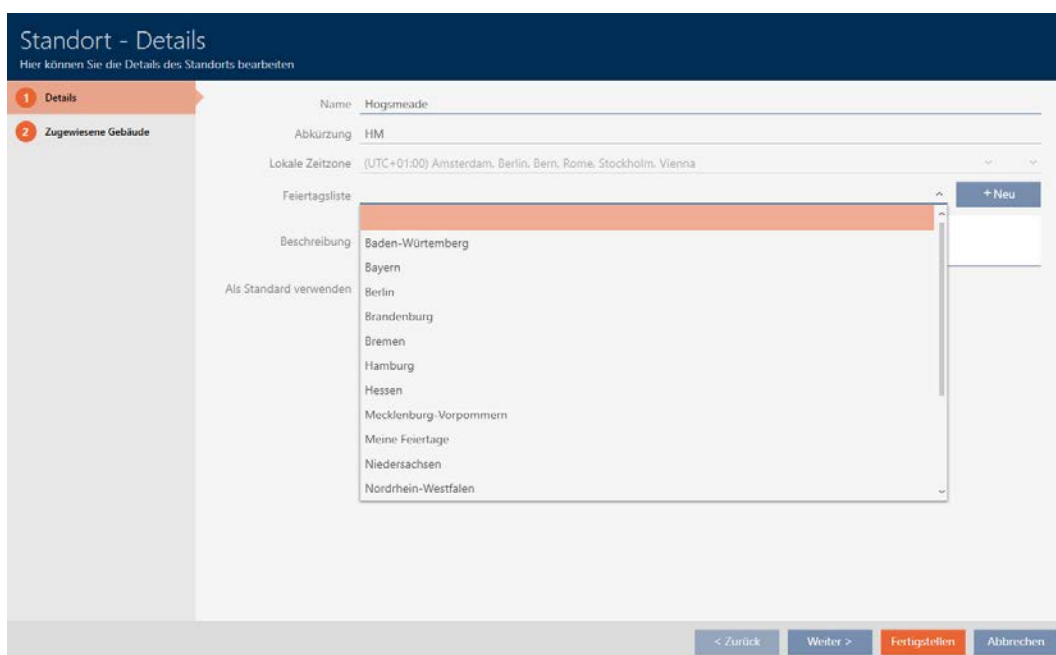 Standort - Details
Hier können Sie die Details des Standorts bearbeiten
1 Details
2 Zugewiesene Gebäude
Name Hogsmeade
Abkürzung HM
Lokale Zeitzone (UTC+01:00) Amsterdam, Berlin, Bern, Rome, Stockholm, Vienna
Feiertagsliste + Neu
Beschreibung
Baden-Würtemberg
Bayern
Als Standard verwenden
Berlin
Brandenburg
Bremen
Hamburg
Hessen
Mecklenburg-Vorpommern
Meine Feiertage
Niedersachsen
Nordrhein-Westfalen
< Zurück Weiter > Fertigstellen Abbrechen